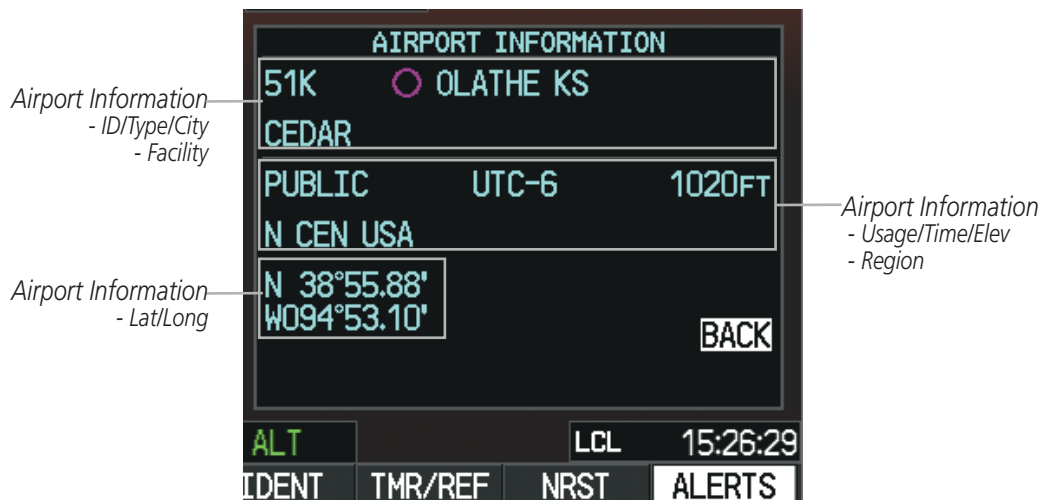 AIRPORT INFORMATION
51K OLATHE KS
CEDAR
PUBLIC UTC-6 1020FT
N CEN USA
N 38°55.88'
W094°53.10'
BACK
ALT LCL 15:26:29
IDENT TMR/REF NRST ALERTS
Airport Information
- ID/Type/City
- Facility
Airport Information
- Lat/Long
Airport Information
- Usage/Time/Elev
- Region